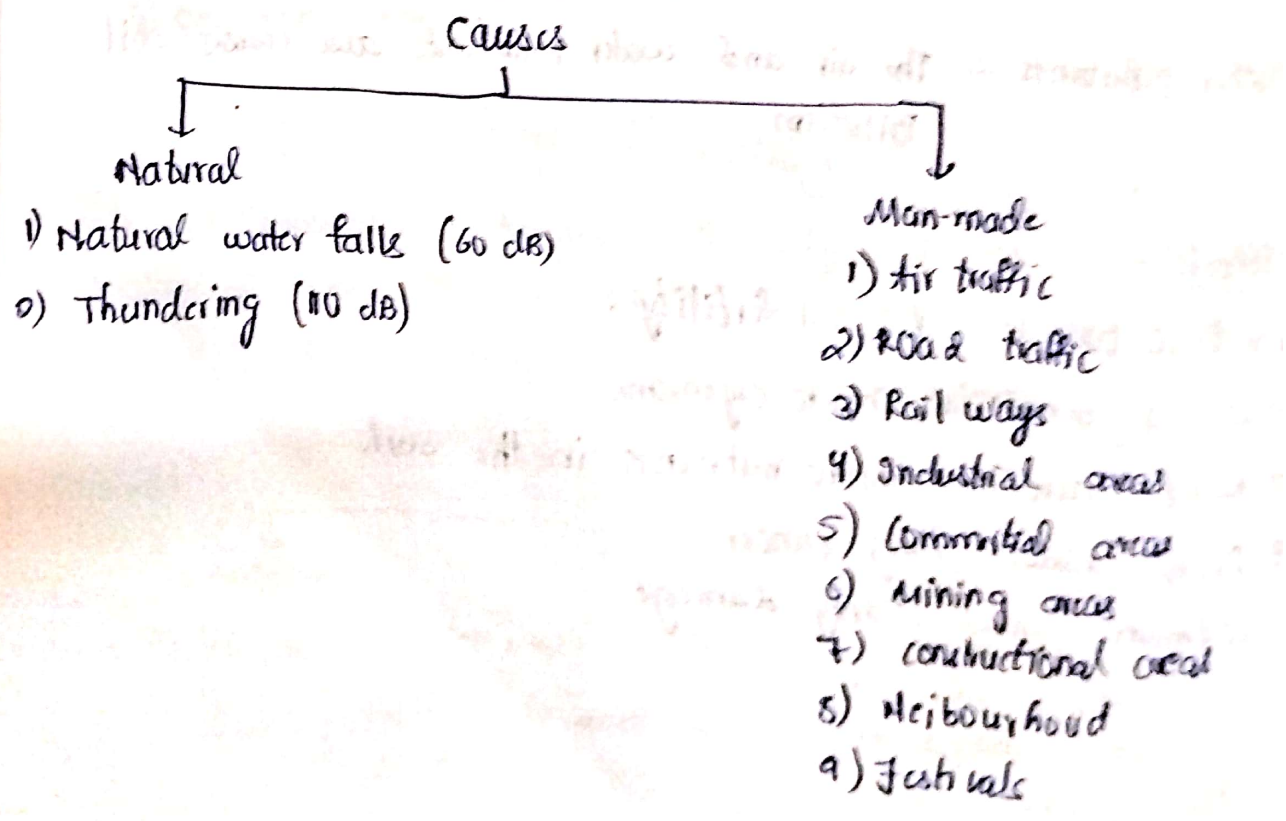 Causes
Natural
1) Natural water falls (60 dB)
2) Thundering (110 dB)
Man-made
1) Air traffic
2) Road traffic
3) Rail ways
4) Industrial areas
5) Commertial areas
6) Mining areas
7) constructional areas
8) Neibourhood
9) Festivals